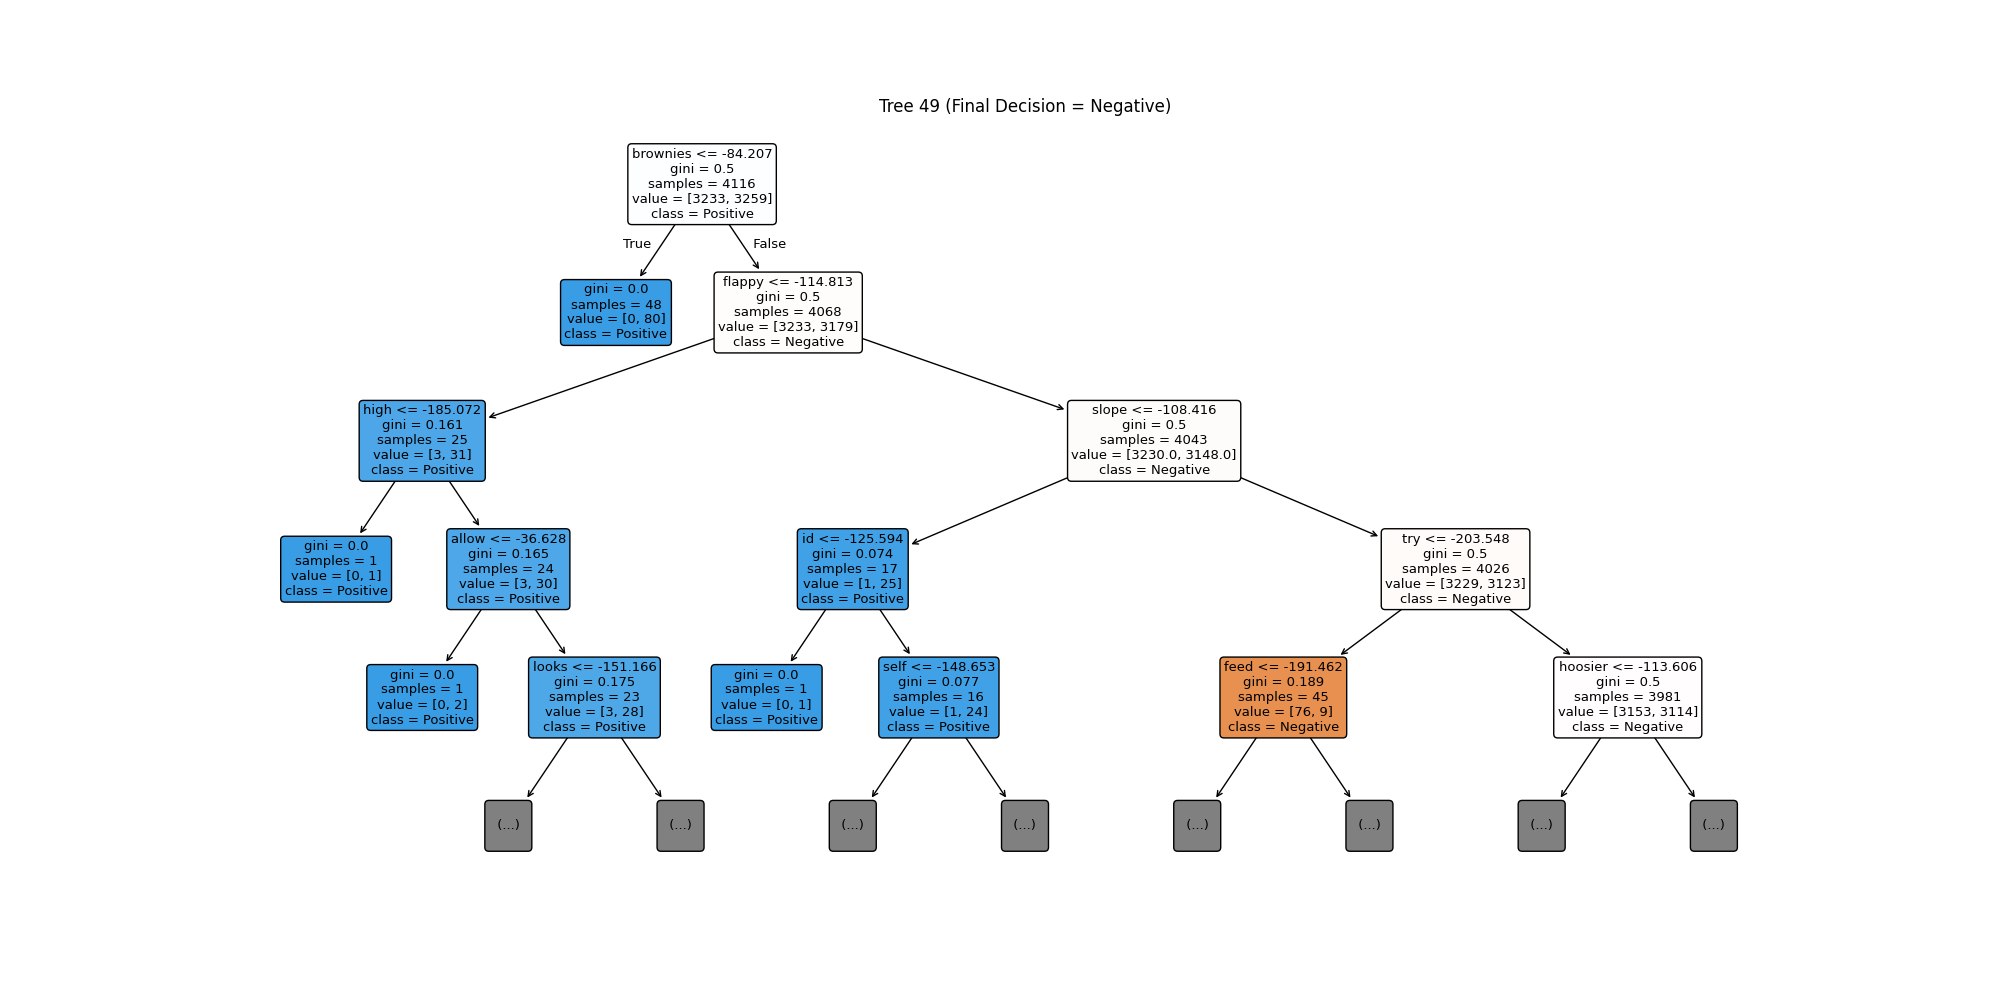 Tree 49 (Final Decision = Negative)
brownies <= -84.207
gini = 0.5
samples = 4116
value = [3233, 3259]
class = Positive
True
False
gini = 0.0
samples = 48
value = [0, 80]
class = Positive
flappy <= -114.813
gini = 0.5
samples = 4068
value = [3233, 3179]
class = Negative
high <= -185.072
gini = 0.161
samples = 25
value = [3, 31]
class = Positive
slope <= -108.416
gini = 0.5
samples = 4043
value = [3230.0, 3148.0]
class = Negative
gini = 0.0
samples = 1
value = [0, 1]
class = Positive
allow <= -36.628
gini = 0.165
samples = 24
value = [3, 30]
class = Positive
id <= -125.594
gini = 0.074
samples = 17
value = [1, 25]
class = Positive
try <= -203.548
gini = 0.5
samples = 4026
value = [3229, 3123]
class = Negative
gini = 0.0
samples = 1
value = [0, 2]
class = Positive
looks <= -151.166
gini = 0.175
samples = 23
value = [3, 28]
class = Positive
gini = 0.0
samples = 1
value = [0, 1]
class = Positive
self <= -148.653
gini = 0.077
samples = 16
value = [1, 24]
class = Positive
feed <= -191.462
gini = 0.189
samples = 45
value = [76, 9]
class = Negative
hoosier <= -113.606
gini = 0.5
samples = 3981
value = [3153, 3114]
class = Negative
(...)
(...)
(...)
(...)
(...)
(...)
(...)
(...)